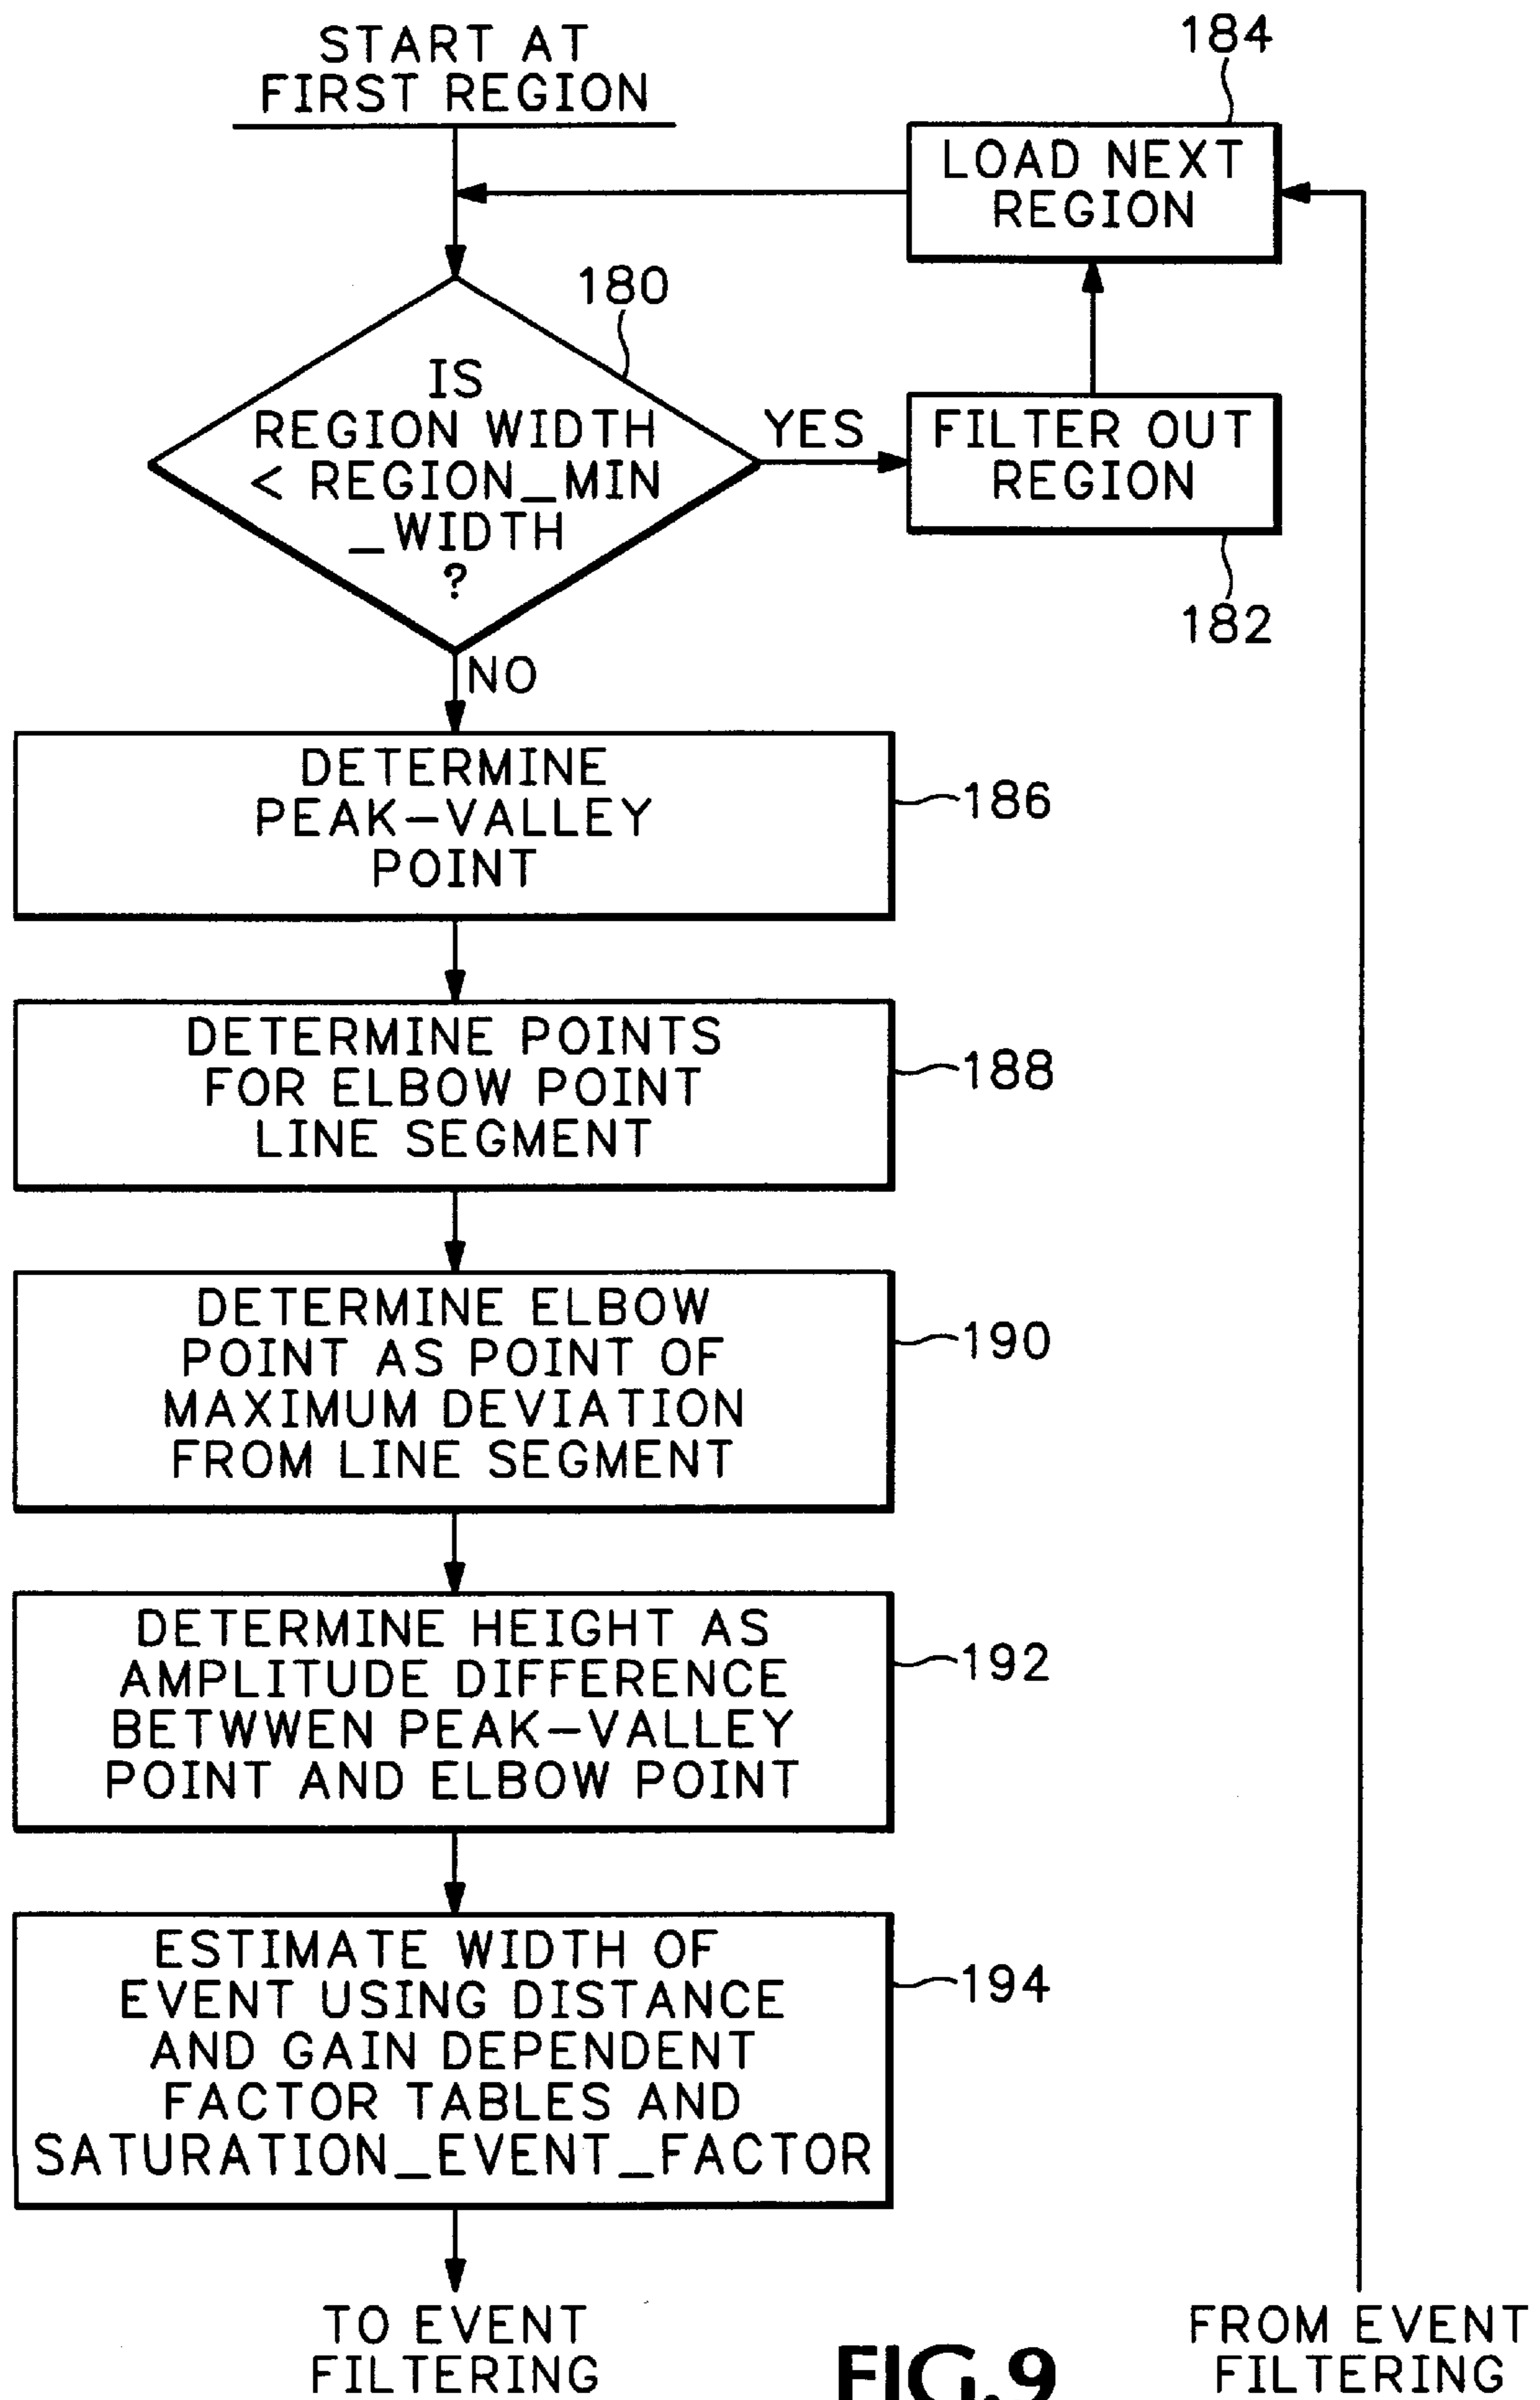 START AT
FIRST REGION
184
LOAD NEXT
REGION
180
IS
REGION WIDTH
< REGION_MIN
_WIDTH
?
YES
FILTER OUT
REGION
182
NO
DETERMINE
PEAK-VALLEY
POINT
186
DETERMINE POINTS
FOR ELBOW POINT
LINE SEGMENT
188
DETERMINE ELBOW
POINT AS POINT OF
MAXIMUM DEVIATION
FROM LINE SEGMENT
190
DETERMINE HEIGHT AS
AMPLITUDE DIFFERENCE
BETWWEN PEAK-VALLEY
POINT AND ELBOW POINT
192
ESTIMATE WIDTH OF
EVENT USING DISTANCE
AND GAIN DEPENDENT
FACTOR TABLES AND
SATURATION_EVENT_FACTOR
194
TO EVENT
FILTERING
FIG.9
FROM EVENT
FILTERING